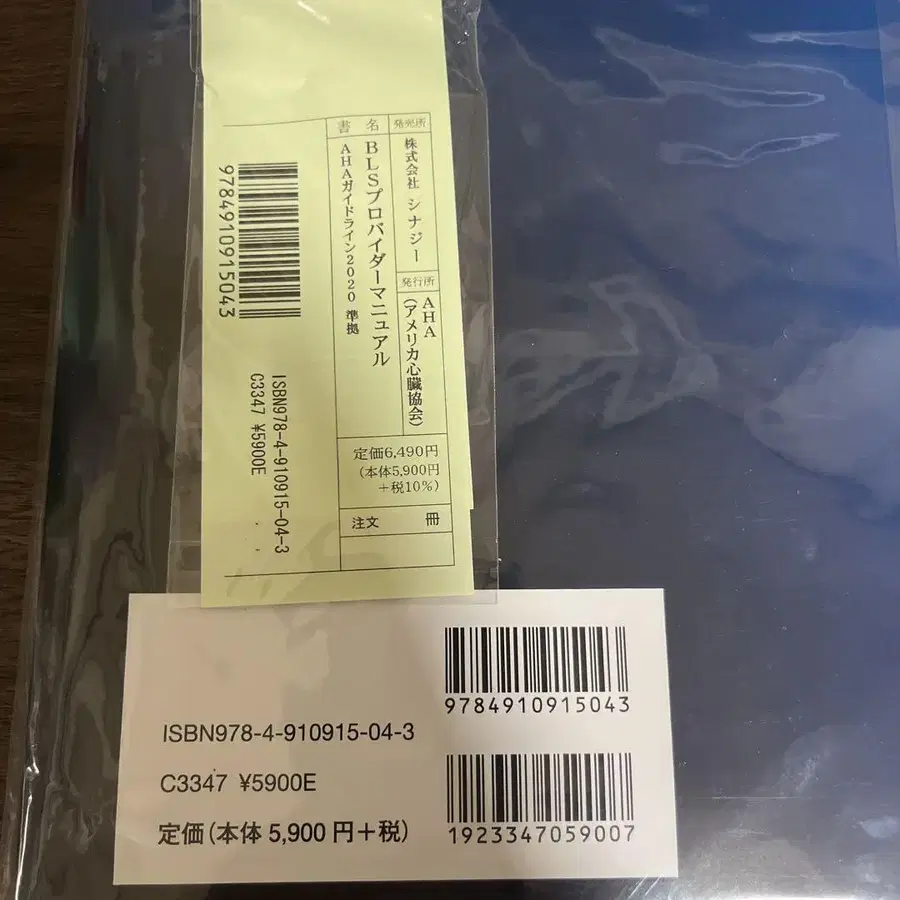 発売所
株式会社 シナジー
発行所
AHA
(アメリカ心臓協会)
書 名
BLSプロバイダーマニュアル
AHAガイドライン2020 準拠
定価6,490円
(本体5,900円
+税10%)
注文 冊
9784910915043
ISBN978-4-910915-04-3
C3347 ¥5900E
9784910915043
ISBN978-4-910915-04-3
C3347 ¥5900E
定価(本体 5,900 円+税)
1923347059007